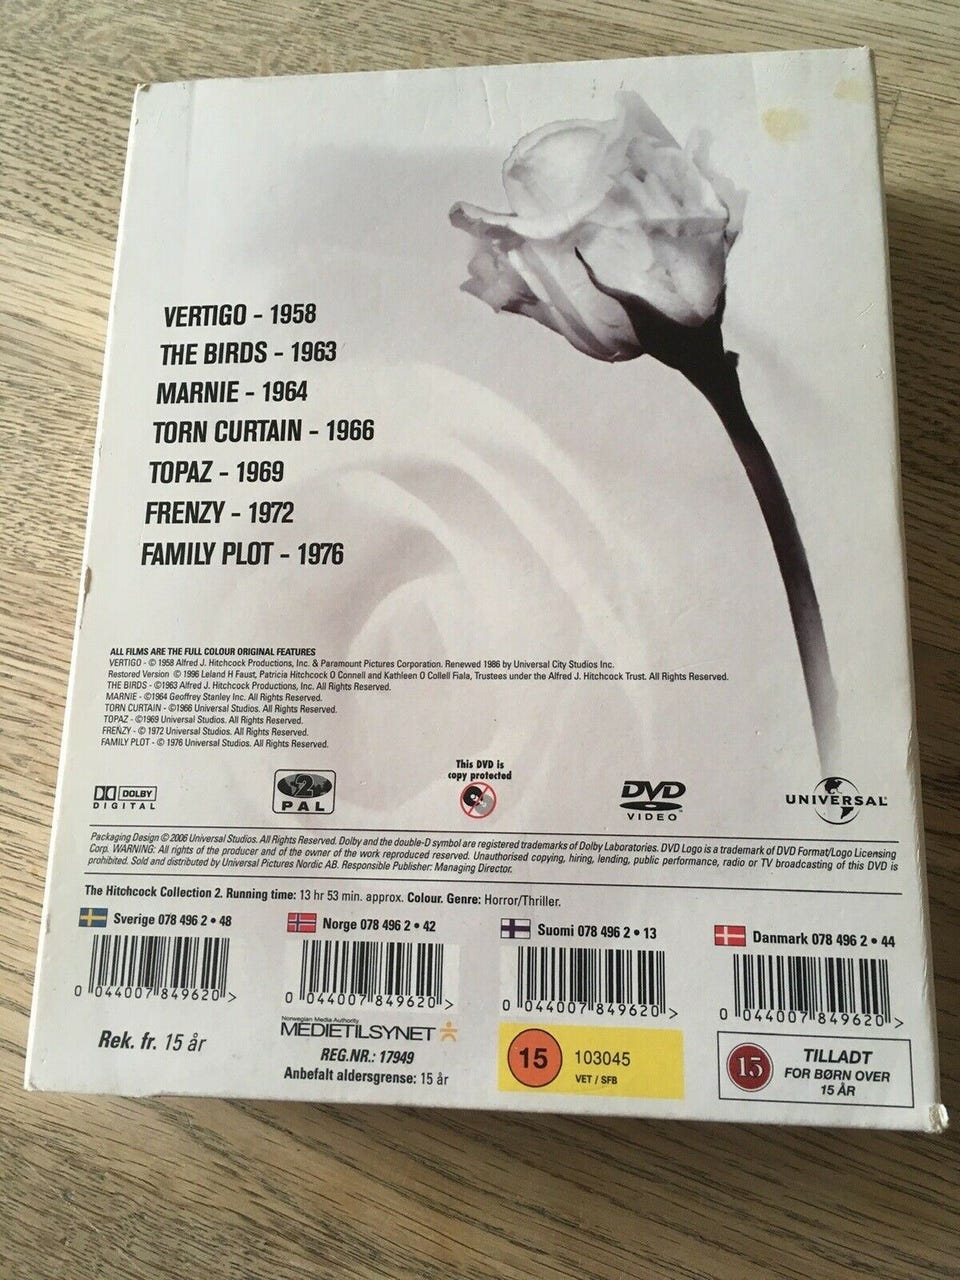 VERTIGO - 1958
THE BIRDS - 1963
MARNIE - 1964
TORN CURTAIN - 1966
TOPAZ - 1969
FRENZY - 1972
FAMILY PLOT - 1976
ALL FILMS ARE THE FULL COLOUR ORIGINAL FEATURES
VERTIGO - © 1958 Alfred J. Hitchcock Productions, Inc. & Paramount Pictures Corporation. Renewed 1986 by Universal City Studios Inc.
Restored Version © 1996 Leland H Faust, Patricia Hitchcock O Connell and Kathleen O Collell Fiala, Trustees under the Alfred J. Hitchcock Trust. All Rights Reserved.
THE BIRDS - ©1963 Alfred J. Hitchcock Productions, Inc. All Rights Reserved.
MARNIE - ©1964 Geoffrey Stanley Inc. All Rights Reserved.
TORN CURTAIN - ©1966 Universal Studios. All Rights Reserved.
TOPAZ - ©1969 Universal Studios. All Rights Reserved.
FRENZY - © 1972 Universal Studios. All Rights Reserved.
FAMILY PLOT - © 1976 Universal Studios. All Rights Reserved.
DOLBY
DIGITAL
2
PAL
This DVD is
copy protected
DVD
VIDEO
UNIVERSAL
Packaging Design © 2006 Universal Studios. All Rights Reserved. Dolby and the double-D symbol are registered trademarks of Dolby Laboratories. DVD Logo is a trademark of DVD Format/Logo Licensing
Corp. WARNING: All rights of the producer and of the owner of the work reproduced reserved. Unauthorised copying, hiring, lending, public performance, radio or TV broadcasting of this DVD is
prohibited. Sold and distributed by Universal Pictures Nordic AB. Responsible Publisher: Managing Director.
The Hitchcock Collection 2. Running time: 13 hr 53 min. approx. Colour. Genre: Horror/Thriller.
Sverige 078 496 2 • 48
Norge 078 496 2 • 42
Suomi 078 496 2 • 13
Danmark 078 496 2 • 44
0 044007 849620 >
0 044007 849620 >
0 044007 849620 >
0 044007 849620 >
Rek. fr. 15 år
Norwegian Media Authority
MEDIETILSYNET
REG.NR.: 17949
Anbefalt aldersgrense: 15 år
15
103045
VET / SFB
15
TILLADT
FOR BØRN OVER
15 ÅR